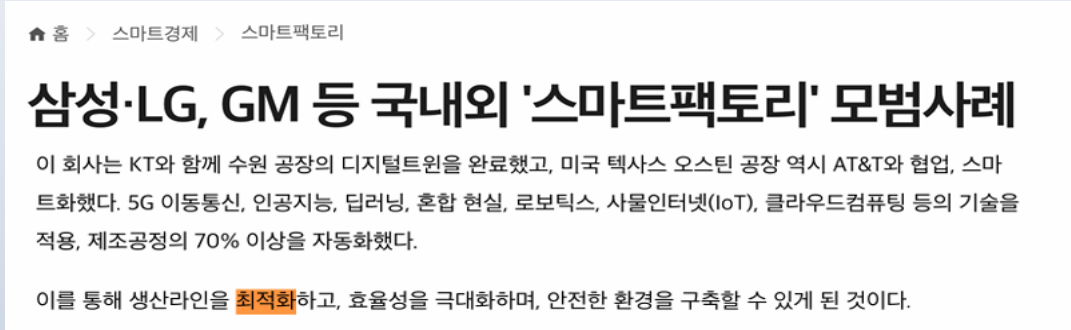 홈 > 스마트경제 > 스마트팩토리
삼성·LG, GM 등 국내외 '스마트팩토리' 모범사례
이 회사는 KT와 함께 수원 공장의 디지털트윈을 완료했고, 미국 텍사스 오스틴 공장 역시 AT&T와 협업, 스마
트화했다. 5G 이동통신, 인공지능, 딥러닝, 혼합 현실, 로보틱스, 사물인터넷(IoT), 클라우드컴퓨팅 등의 기술을
적용, 제조공정의 70% 이상을 자동화했다.
이를 통해 생산라인을 최적화하고, 효율성을 극대화하며, 안전한 환경을 구축할 수 있게 된 것이다.